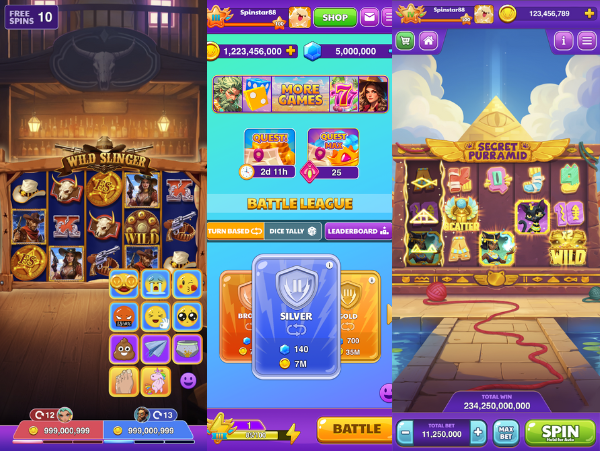 FREE
SPINS 10
WILD SLINGER
WILD
12
13
999.000.999
999.000.999
Spinstar88
SHOP
1,223,456,000
5,000,000
MORE
GAMES
QUEST
QUEST
MAX
2d 11h
25
BATTLE LEAGUE
TURN BASED
DICE TALLY
LEADERBOARD
SILVER
140
7M
GOLD
700
35M
1
BATTLE
Spinstar88
123,456,789
SECRET
PURRAMID
SCATTER
WILD
TOTAL WIN
234,250,000,000
TOTAL BET
11,250,000
MAX
BET
SPIN
Hold for Auto